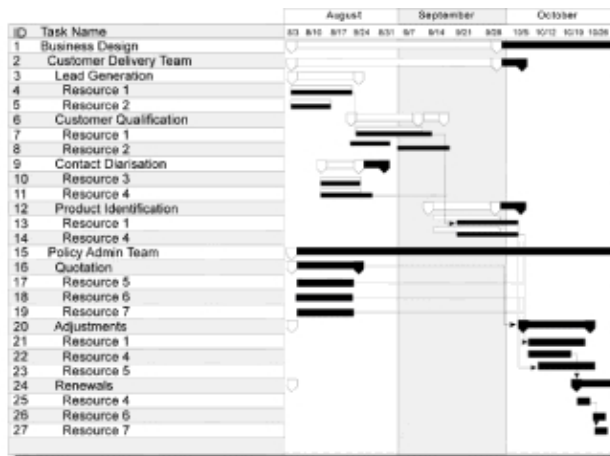 August September October
ID Task Name 8/3 8/10 8/17 8/24 8/31 9/7 9/14 9/21 9/28 10/5 10/12 10/19 10/26
1 Business Design
2 Customer Delivery Team
3 Lead Generation
4 Resource 1
5 Resource 2
6 Customer Qualification
7 Resource 1
8 Resource 2
9 Contact Diarisation
10 Resource 3
11 Resource 4
12 Product Identification
13 Resource 1
14 Resource 4
15 Policy Admin Team
16 Quotation
17 Resource 5
18 Resource 6
19 Resource 7
20 Adjustments
21 Resource 1
22 Resource 4
23 Resource 5
24 Renewals
25 Resource 4
26 Resource 6
27 Resource 7